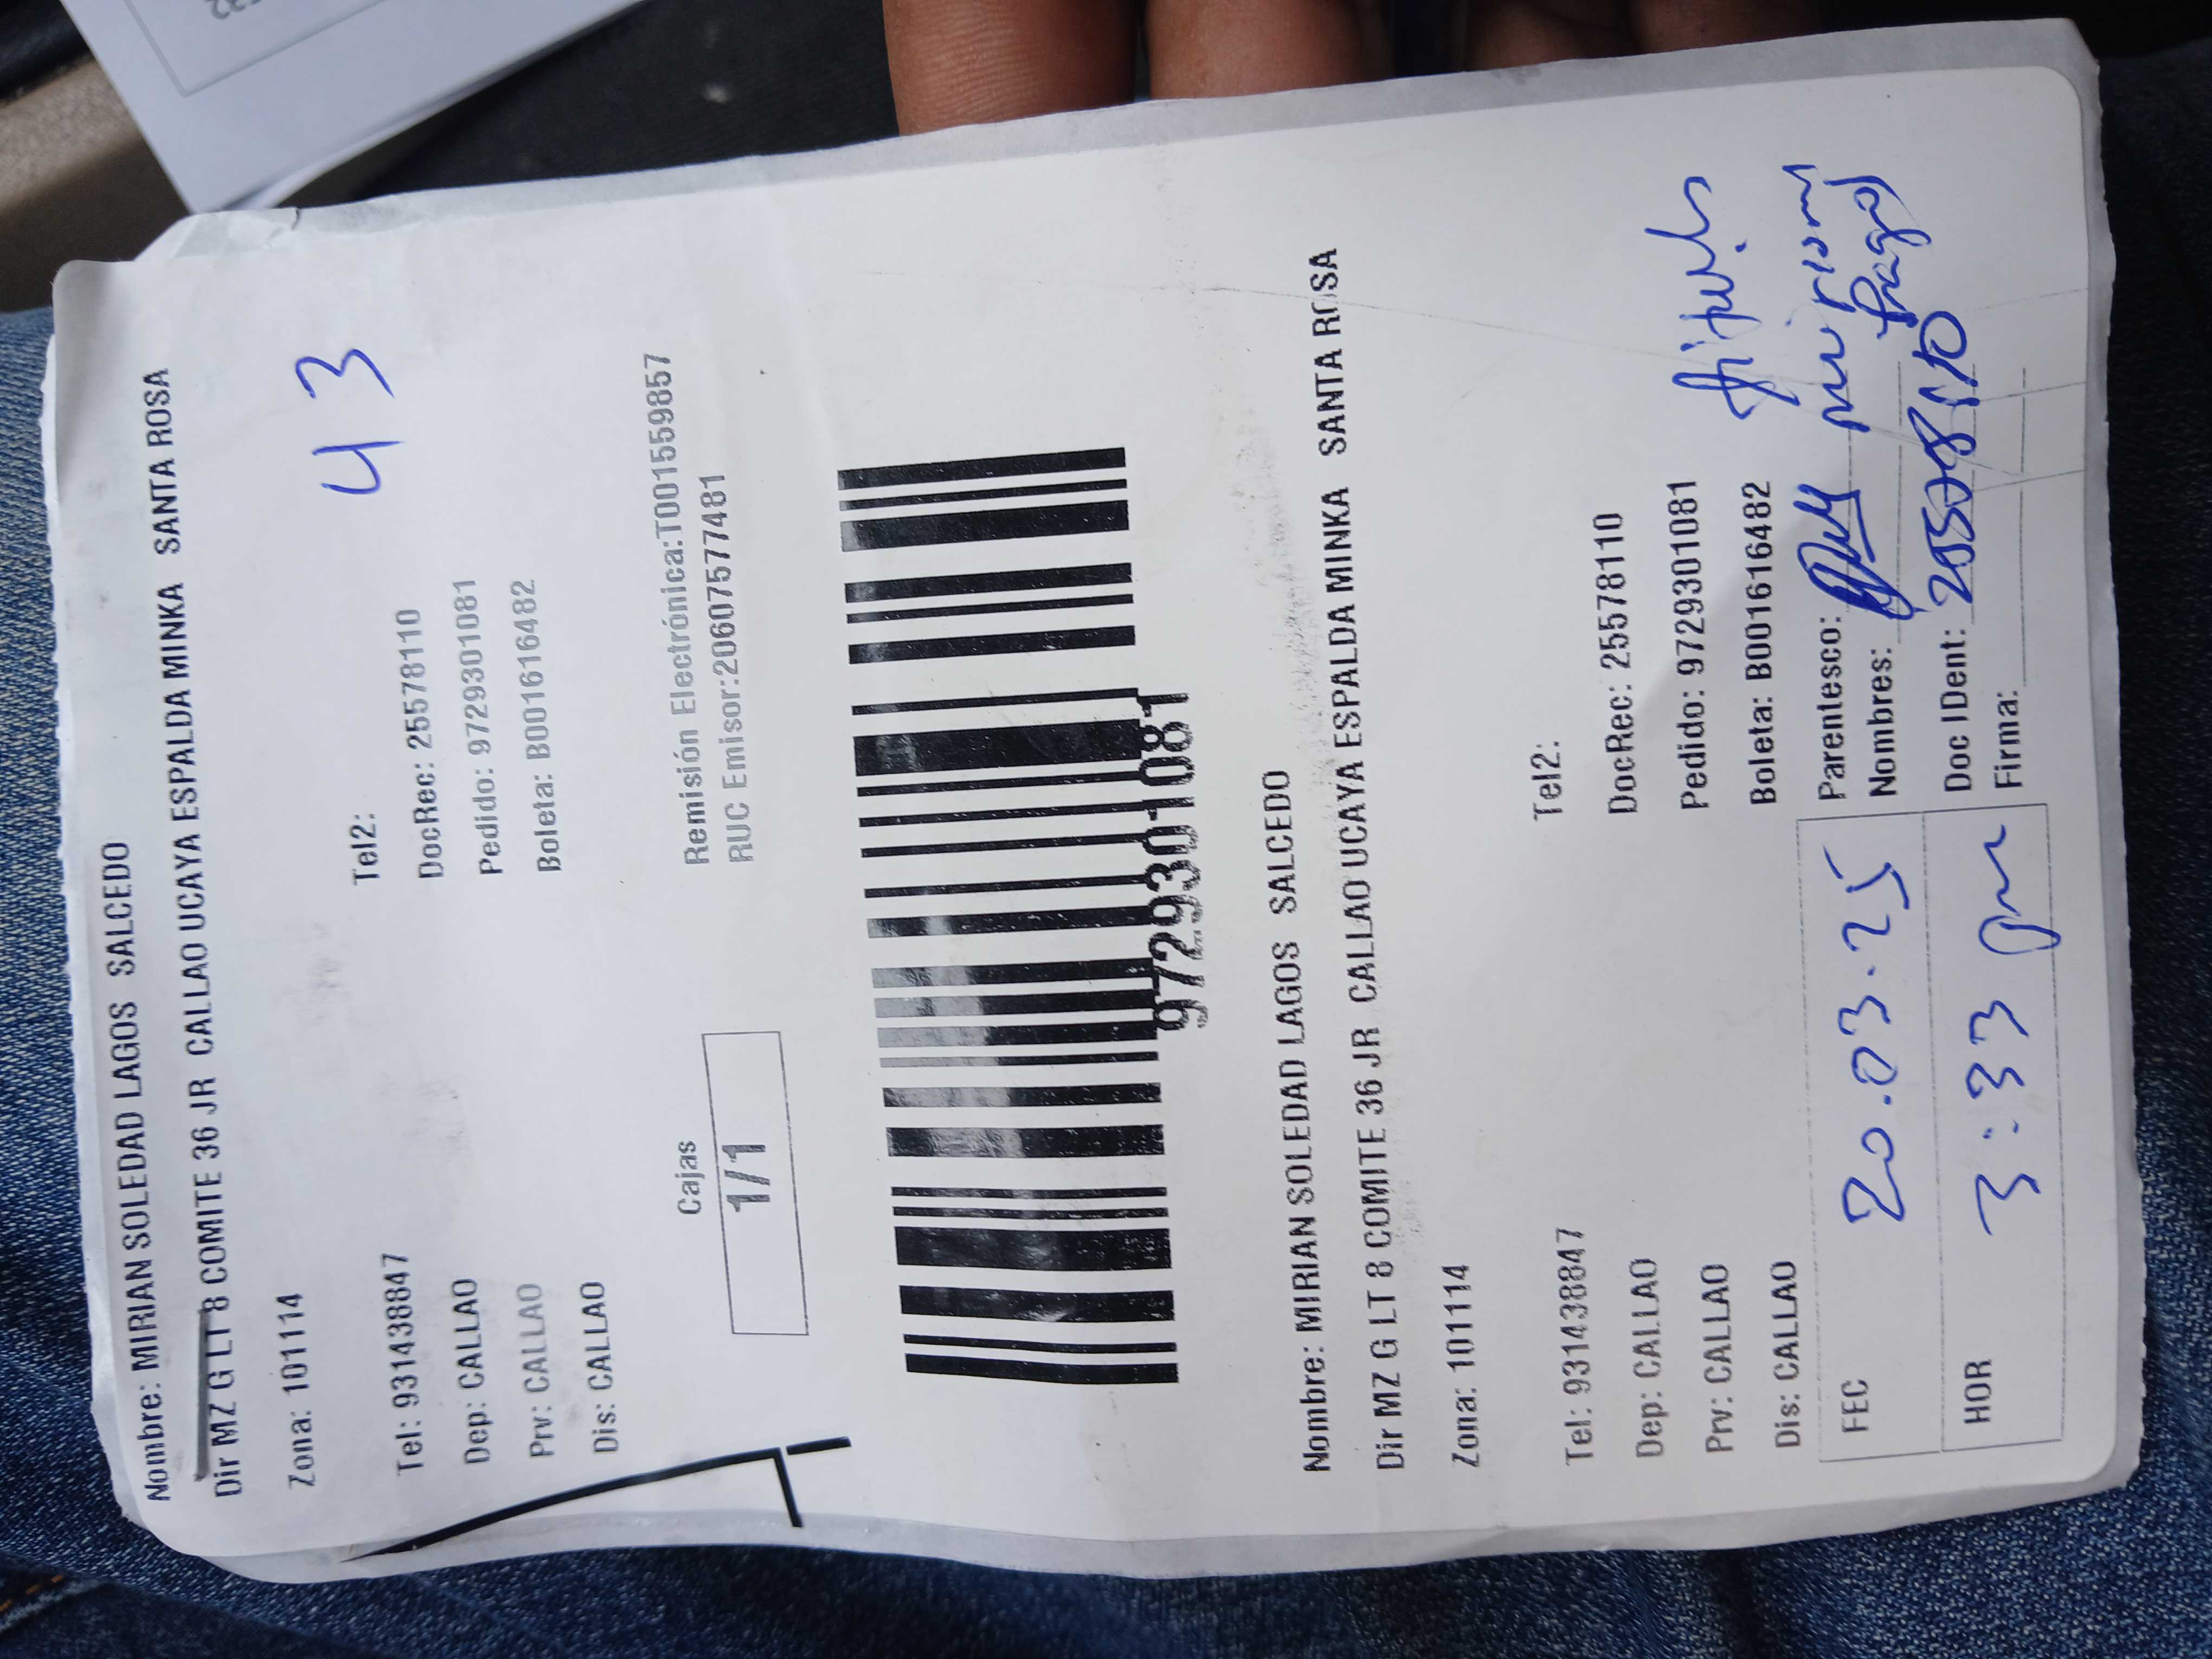 Nombre: MIRIAN SOLEDAD LAGOS SALCEDO
Dir MZ G LT 8 COMITE 36 JR CALLAO UCAYA ESPALDA MINKA SANTA ROSA
Zona: 101114
43
Tel: 931438847
Tel2:
Dep: CALLAO
DocRec: 25578110
Prv: CALLAO
Pedido: 9729301081
Dis: CALLAO
Boleta: B001616482
Cajas
1/1
Remisión Electrónica:T001559857
RUC Emisor:20607577481
9729301081
Nombre: MIRIAN SOLEDAD LAGOS SALCEDO
Dir MZ G LT 8 COMITE 36 JR CALLAO UCAYA ESPALDA MINKA SANTA ROSA
Zona: 101114
Tel: 931438847
Tel2:
Dep: CALLAO
DocRec: 25578110
Prv: CALLAO
Pedido: 9729301081
Dis: CALLAO
Boleta: B001616482
FEC 20.03.25
Parentesco:
Nombres:
HOR 3:33 pm
Doc IDent: 25578110
Firma: